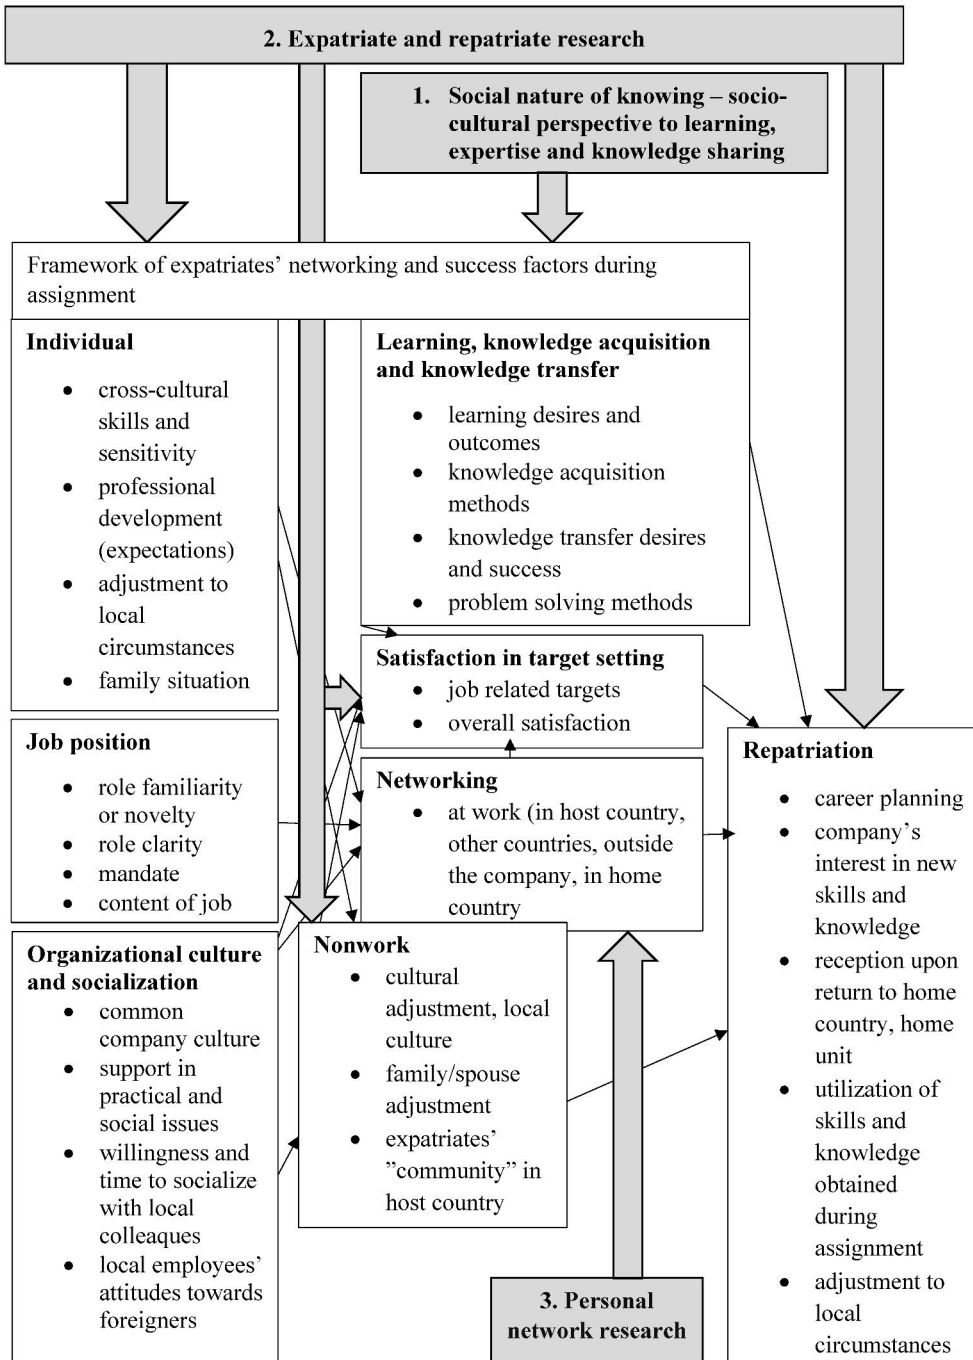 2. Expatriate and repatriate research
1. Social nature of knowing – socio-
cultural perspective to learning,
expertise and knowledge sharing
Framework of expatriates’ networking and success factors during
assignment
Individual
• cross-cultural
skills and
sensitivity
• professional
development
(expectations)
• adjustment to
local
circumstances
• family situation
Learning, knowledge acquisition
and knowledge transfer
• learning desires and
outcomes
• knowledge acquisition
methods
• knowledge transfer desires
and success
• problem solving methods
Satisfaction in target setting
• job related targets
• overall satisfaction
Job position
• role familiarity
or novelty
• role clarity
• mandate
• content of job
Networking
• at work (in host country,
other countries, outside
the company, in home
country
Organizational culture
and socialization
• common
company culture
• support in
practical and
social issues
• willingness and
time to socialize
with local
colleaques
• local employees’
attitudes towards
foreigners
Nonwork
• cultural
adjustment, local
culture
• family/spouse
adjustment
• expatriates’
”community” in
host country
Repatriation
• career planning
• company’s
interest in new
skills and
knowledge
• reception upon
return to home
country, home
unit
• utilization of
skills and
knowledge
obtained
during
assignment
• adjustment to
local
circumstances
3. Personal
network research